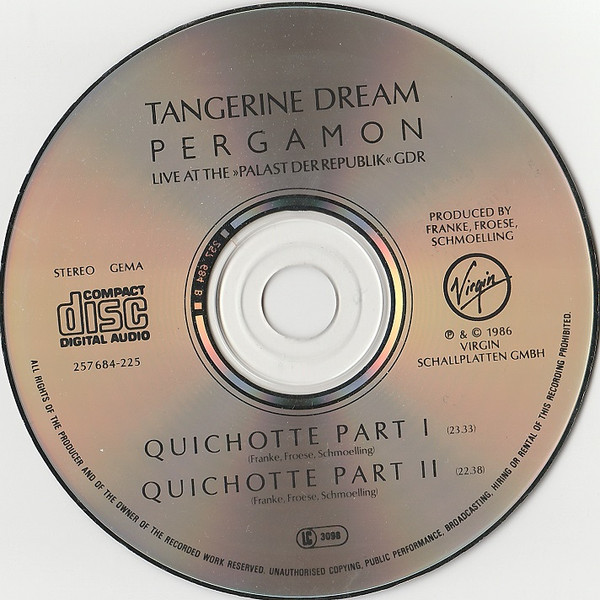 TANGERINE DREAM
PERGAMON
LIVE AT THE »PALAST DER REPUBLIK« GDR
PRODUCED BY
FRANKE, FROESE,
SCHMOELLING
STEREO GEMA
COMPACT
disc
DIGITAL AUDIO
257 684-225
Virgin
℗ & © 1986
VIRGIN
SCHALLPLATTEN GMBH
257 684 B
QUICHOTTE PART I (23.33)
(Franke, Froese, Schmoelling)
QUICHOTTE PART II (22.38)
(Franke, Froese, Schmoelling)
LC 3098
ALL RIGHTS OF THE PRODUCER AND OF THE OWNER OF THE RECORDED WORK RESERVED. UNAUTHORISED COPYING, PUBLIC PERFORMANCE, BROADCASTING, HIRING OR RENTAL OF THIS RECORDING PROHIBITED.